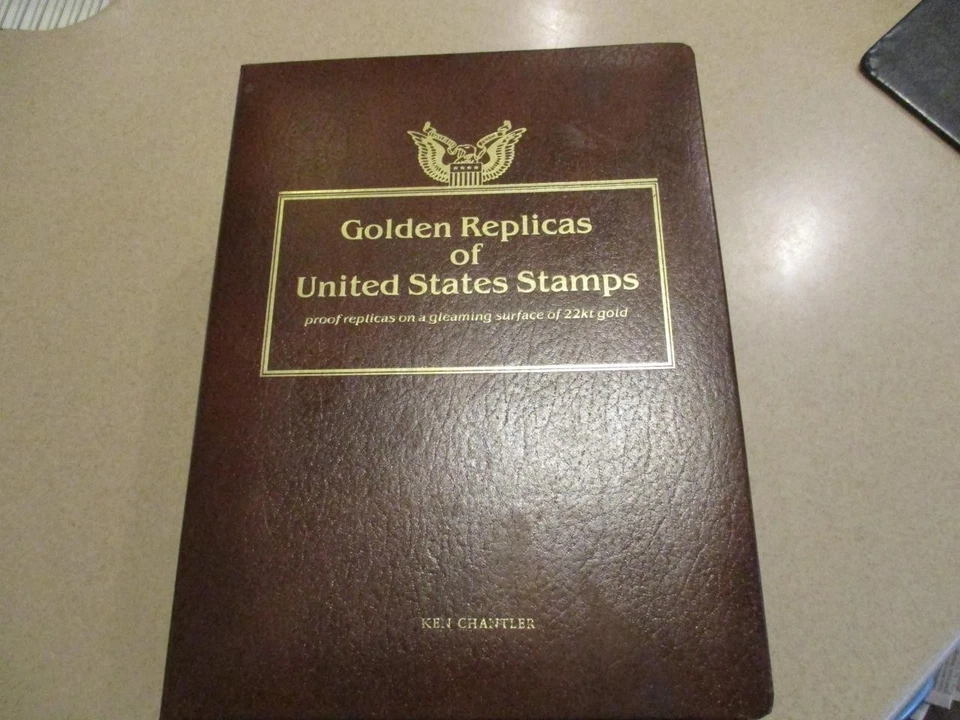 Golden Replicas
of
United States Stamps
proof replicas on a gleaming surface of 22kt gold
KEN CHANTLER